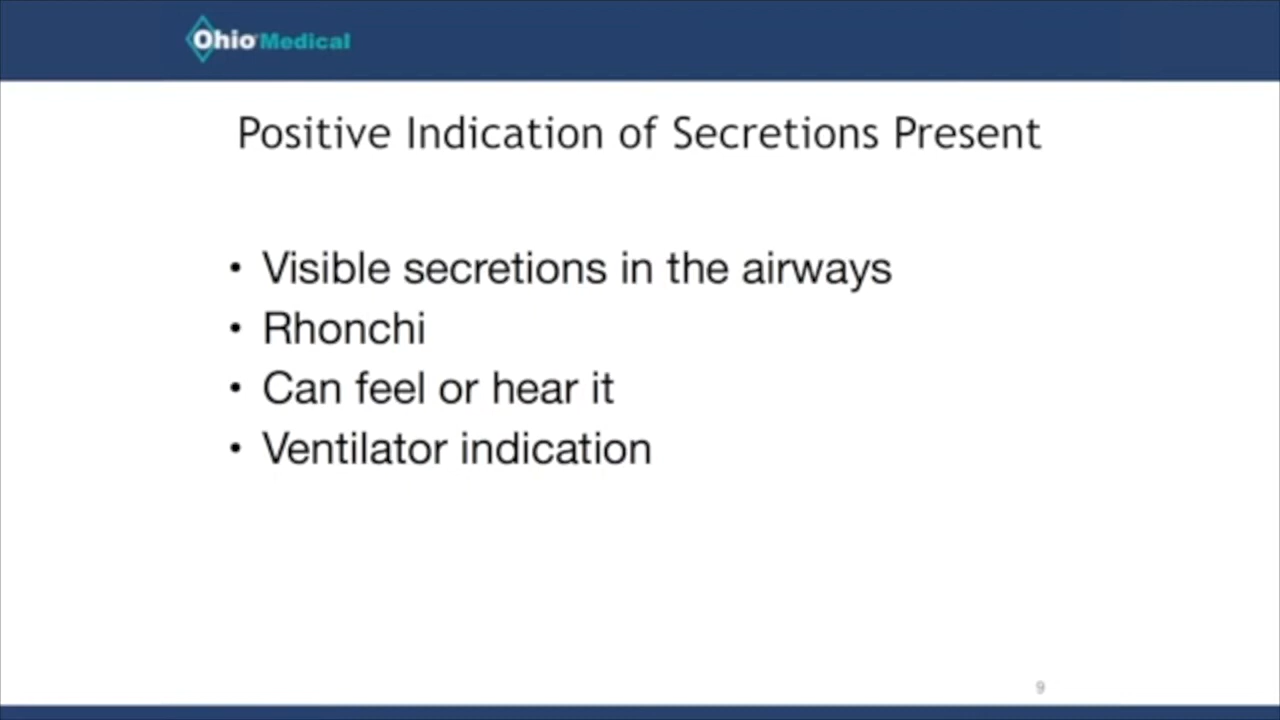 Ohio Medical
Positive Indication of Secretions Present
• Visible secretions in the airways
• Rhonchi
• Can feel or hear it
• Ventilator indication
9